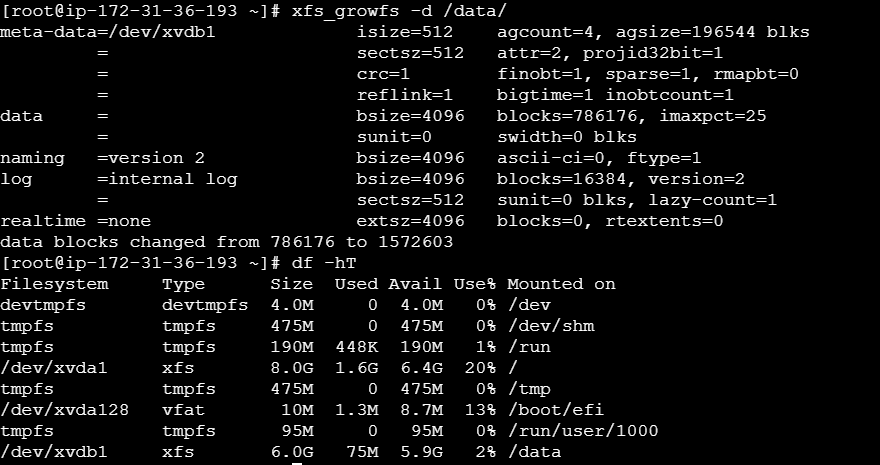 [root@ip-172-31-36-193 ~]# xfs_growfs -d /data/
meta-data=/dev/xvdb1             isize=512    agcount=4, agsize=196544 blks
         =                       sectsz=512   attr=2, projid32bit=1
         =                       crc=1        finobt=1, sparse=1, rmapbt=0
         =                       reflink=1    bigtime=1 inobtcount=1
data     =                       bsize=4096   blocks=786176, imaxpct=25
         =                       sunit=0      swidth=0 blks
naming   =version 2              bsize=4096   ascii-ci=0, ftype=1
log      =internal log           bsize=4096   blocks=16384, version=2
         =                       sectsz=512   sunit=0 blks, lazy-count=1
realtime =none                   extsz=4096   blocks=0, rtextents=0
data blocks changed from 786176 to 1572603
[root@ip-172-31-36-193 ~]# df -hT
Filesystem     Type      Size  Used Avail Use% Mounted on
devtmpfs       devtmpfs  4.0M     0  4.0M   0% /dev
tmpfs          tmpfs     475M     0  475M   0% /dev/shm
tmpfs          tmpfs     190M  448K  190M   1% /run
/dev/xvda1     xfs       8.0G  1.6G  6.4G  20% /
tmpfs          tmpfs     475M     0  475M   0% /tmp
/dev/xvda128   vfat       10M  1.3M  8.7M  13% /boot/efi
tmpfs          tmpfs      95M     0   95M   0% /run/user/1000
/dev/xvdb1     xfs       6.0G   75M  5.9G   2% /data